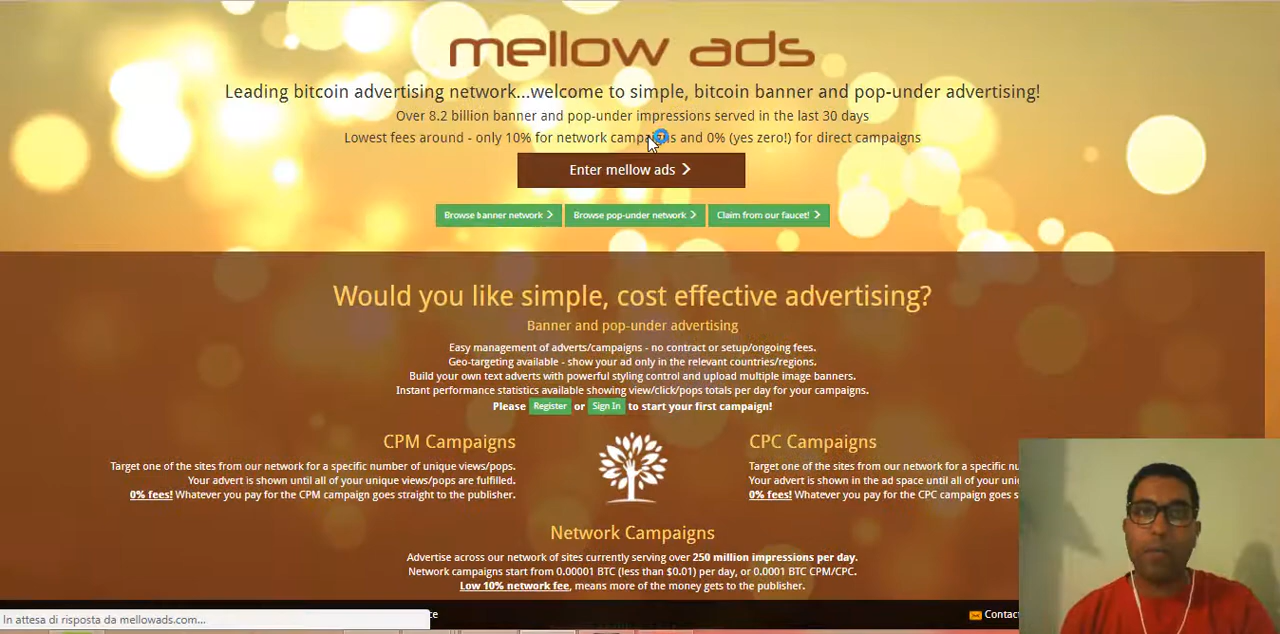 mellow ads
Leading bitcoin advertising network...welcome to simple, bitcoin banner and pop-under advertising!
Over 8.2 billion banner and pop-under impressions served in the last 30 days
Lowest fees around - only 10% for network campaigns and 0% (yes zero!) for direct campaigns
Enter mellow ads
Browse banner network
Browse pop-under network
Claim from our faucet!
Would you like simple, cost effective advertising?
Banner and pop-under advertising
Easy management of adverts/campaigns - no contract or setup/ongoing fees.
Geo-targeting available - show your ad only in the relevant countries/regions.
Build your own text adverts with powerful styling control and upload multiple image banners.
Instant performance statistics available showing view/click/pops totals per day for your campaigns.
Please Register or Sign In to start your first campaign!
CPM Campaigns
Target one of the sites from our network for a specific number of unique views/pops.
Your advert is shown until all of your unique views/pops are fulfilled.
0% fees! Whatever you pay for the CPM campaign goes straight to the publisher.
CPC Campaigns
Target one of the sites from our network for a specific nu
Your advert is shown in the ad space until all of your uni
0% fees! Whatever you pay for the CPC campaign goes s
Network Campaigns
Advertise across our network of sites currently serving over 250 million impressions per day.
Network campaigns start from 0.00001 BTC (less than $0.01) per day, or 0.0001 BTC CPM/CPC.
Low 10% network fee, means more of the money gets to the publisher.
In attesa di risposta da mellowads.com...
ce
Contac